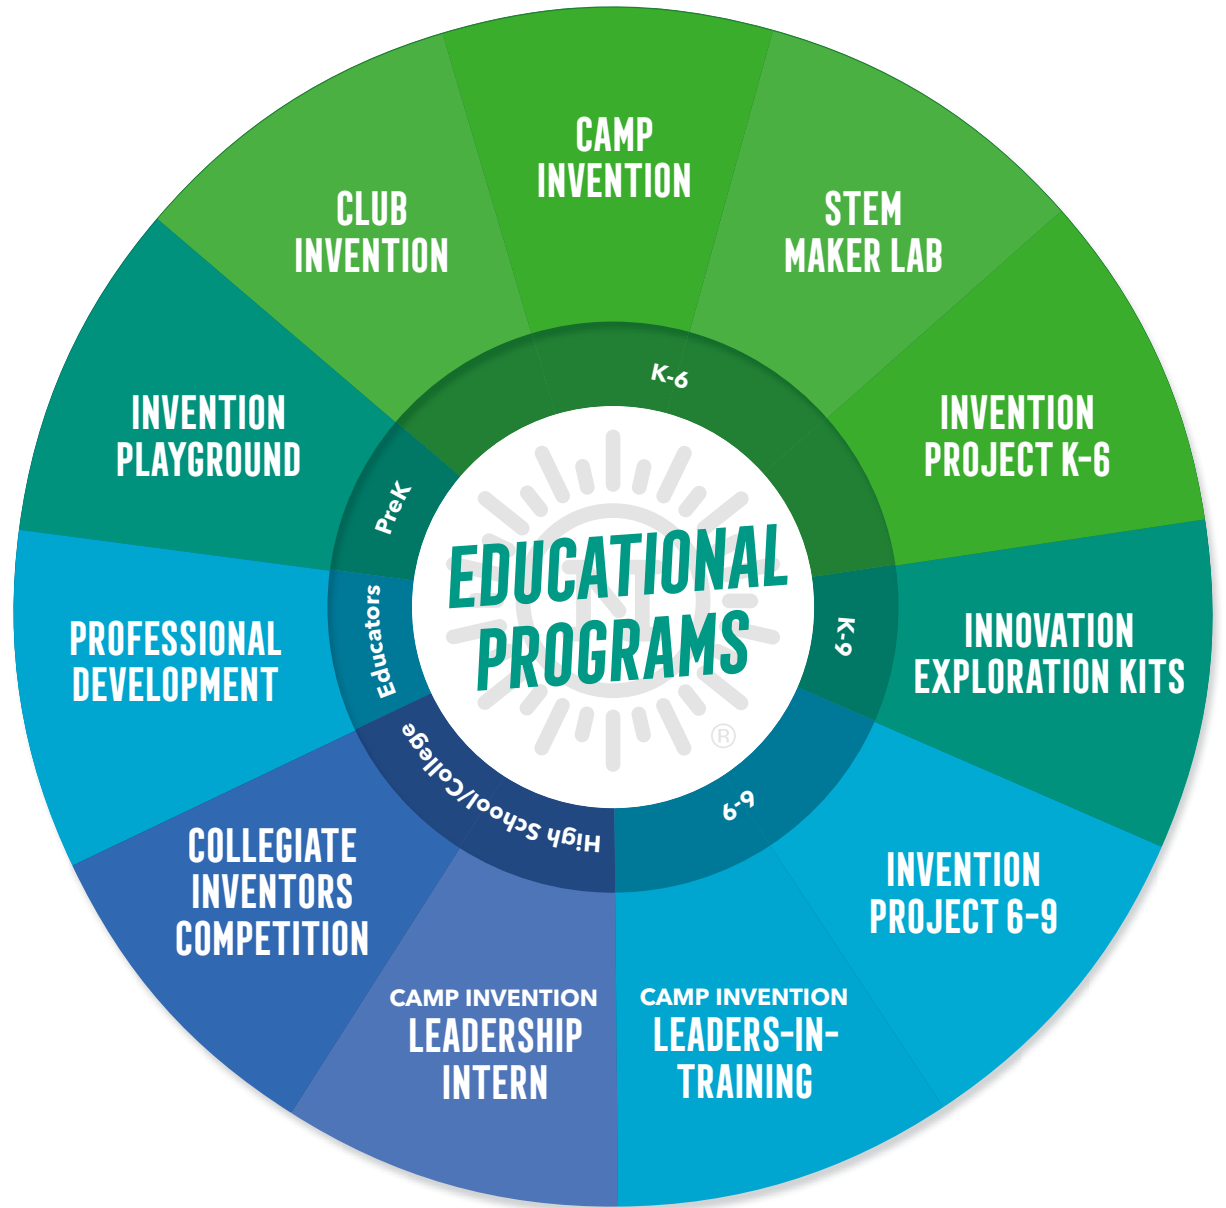 CAMP
INVENTION
STEM
MAKER LAB
INVENTION
PROJECT K-6
INNOVATION
EXPLORATION KITS
INVENTION
PROJECT 6-9
CAMP INVENTION
LEADERS-IN-
TRAINING
CAMP INVENTION
LEADERSHIP
INTERN
COLLEGIATE
INVENTORS
COMPETITION
PROFESSIONAL
DEVELOPMENT
INVENTION
PLAYGROUND
CLUB
INVENTION
K-6
K-9
6-9
High School/College
Educators
PreK
EDUCATIONAL
PROGRAMS
®